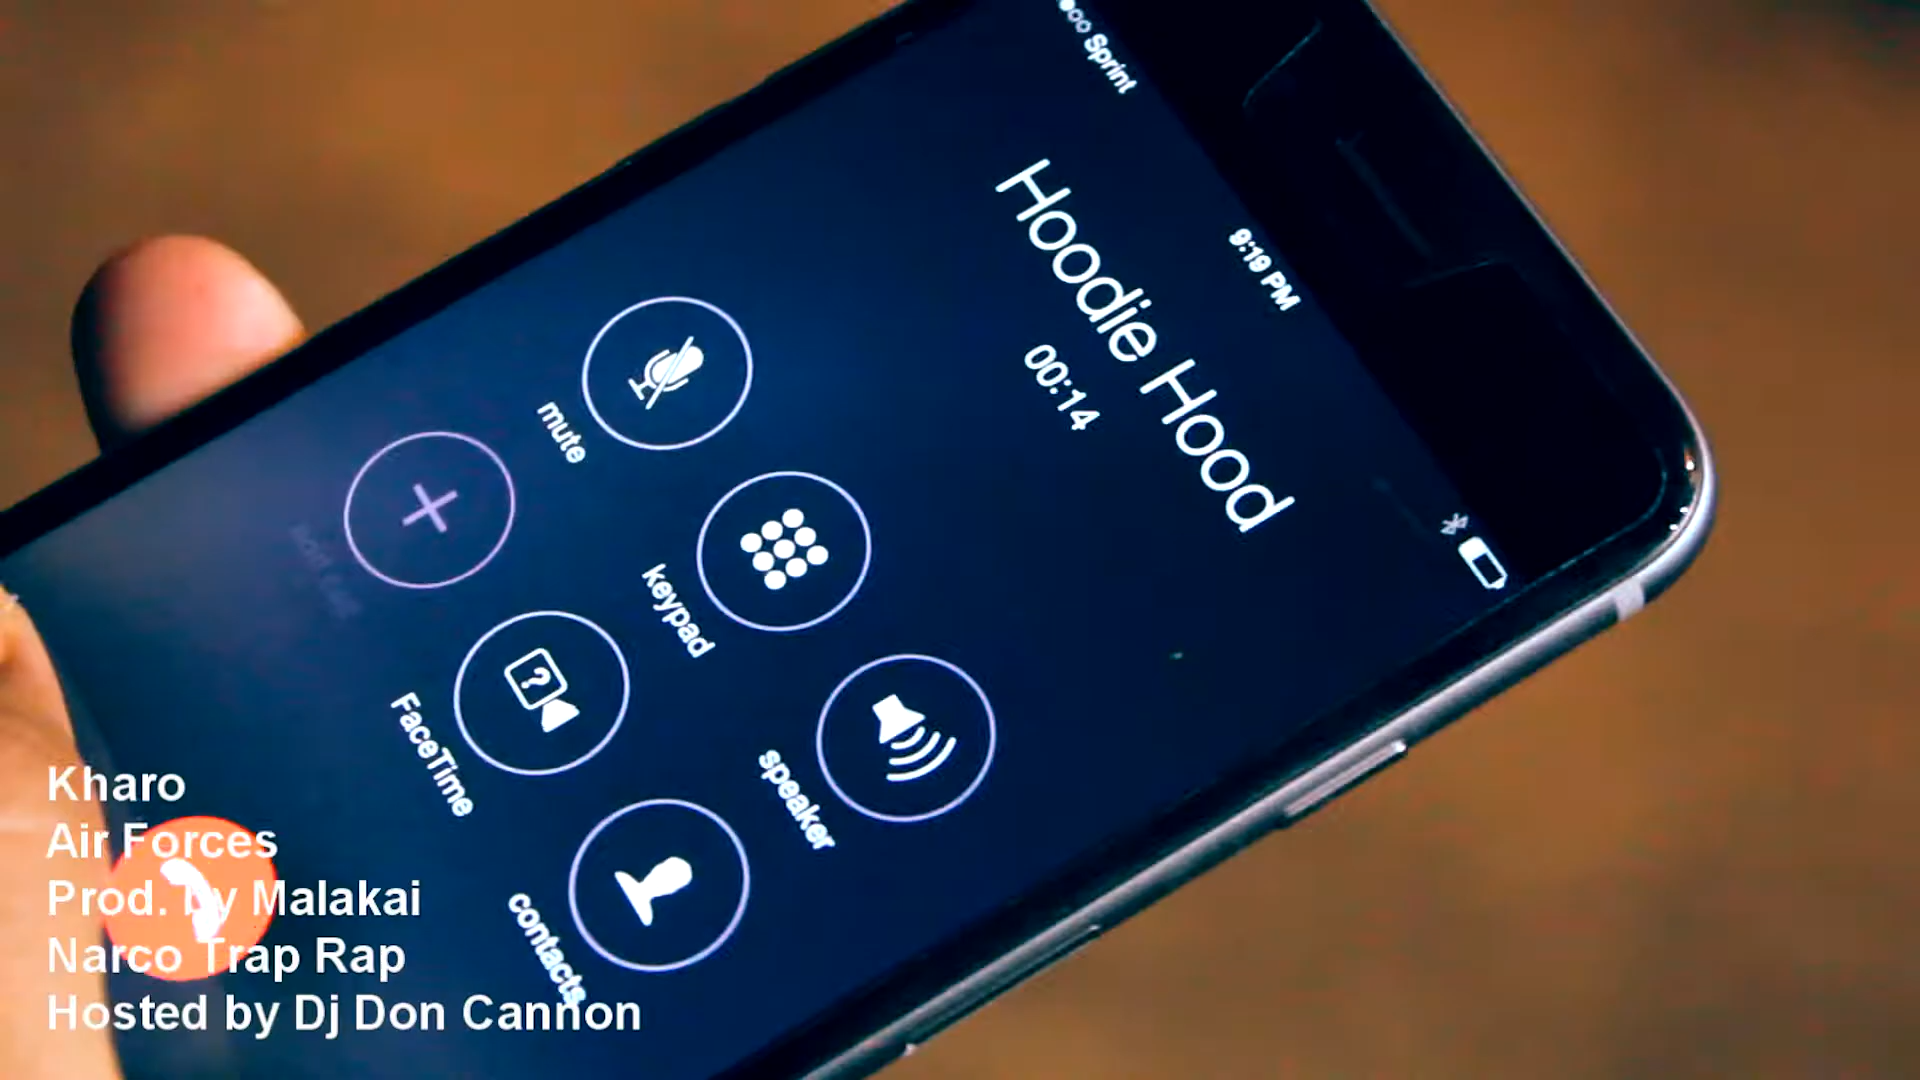 Sprint
9:19 PM
Hoodie Hood
00:14
mute
keypad
speaker
FaceTime
contacts
Kharo
Air Forces
Prod. by Malakai
Narco Trap Rap
Hosted by Dj Don Cannon